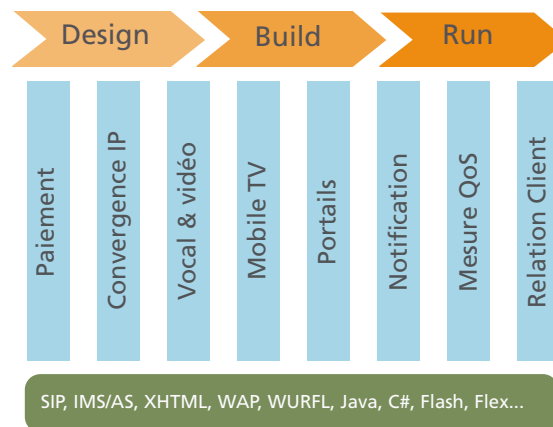 Design
Build
Run
Paiement
Convergence IP
Vocal & vidéo
Mobile TV
Portails
Notification
Mesure QoS
Relation Client
SIP, IMS/AS, XHTML, WAP, WURFL, Java, C#, Flash, Flex...